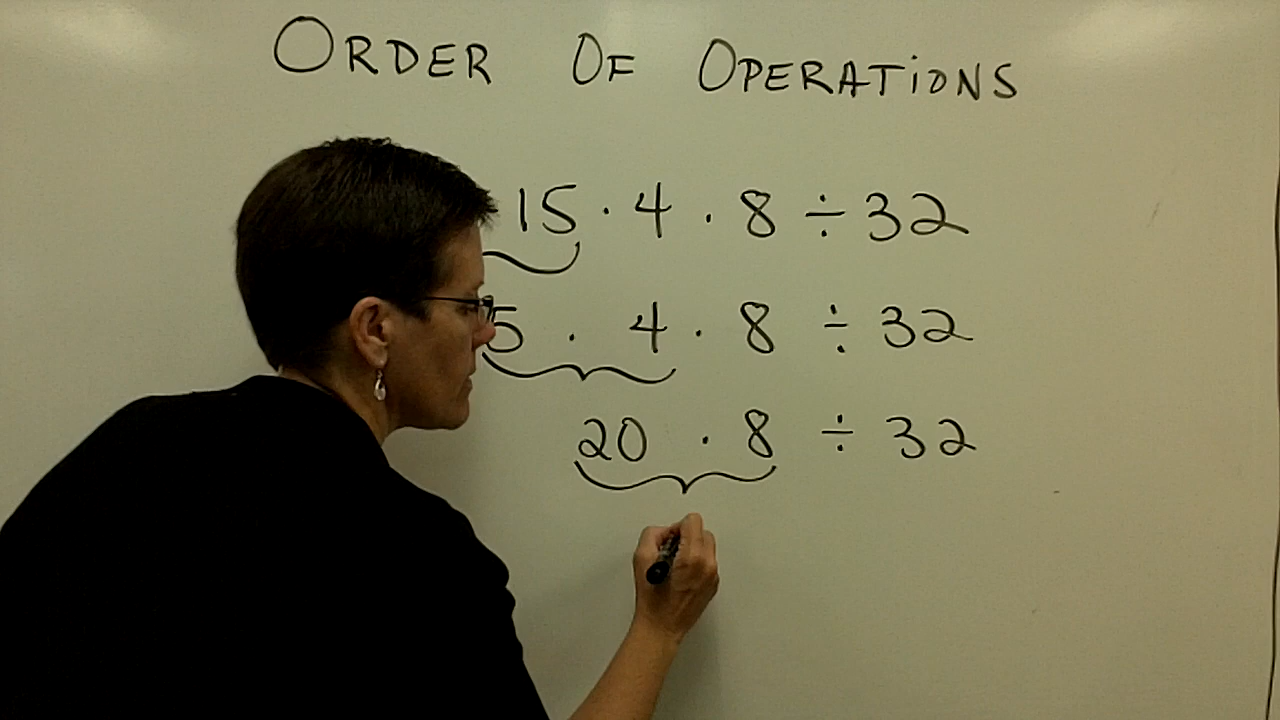 ORDER OF OPERATIONS
15 · 4 · 8 ÷ 32
5 · 4 · 8 ÷ 32
20 · 8 ÷ 32